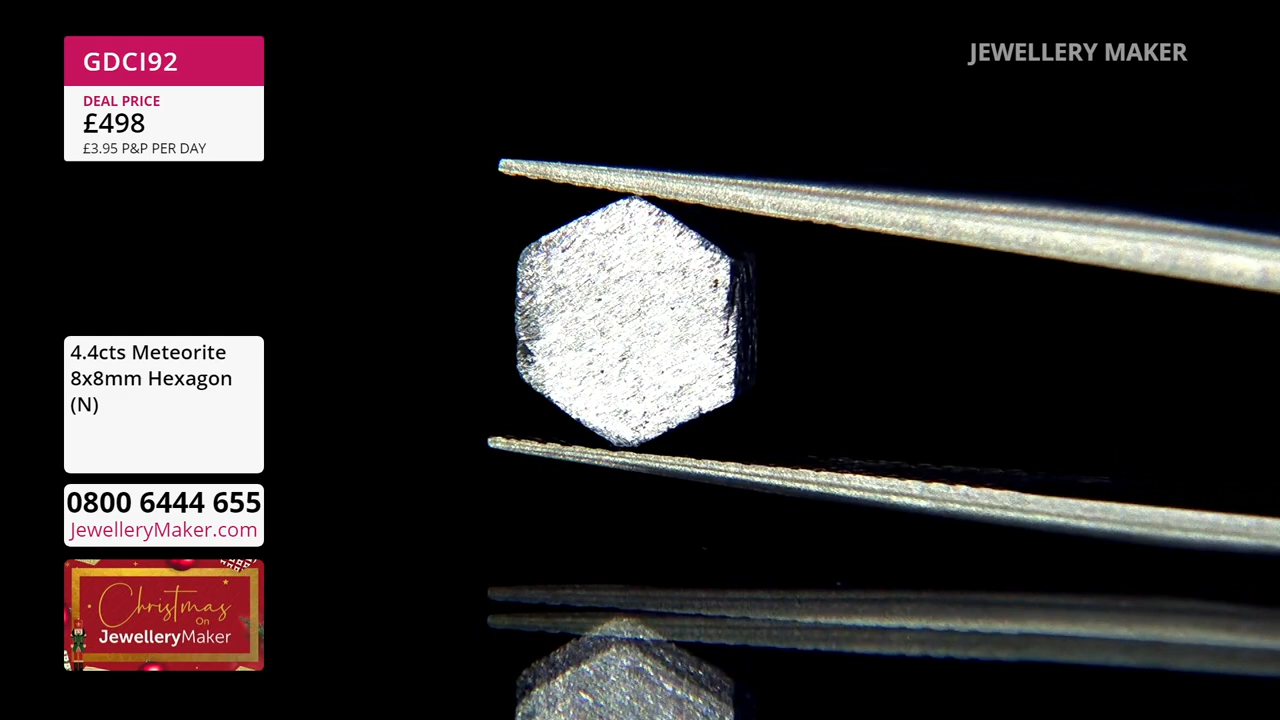 GDCI92
DEAL PRICE
£498
£3.95 P&P PER DAY
JEWELLERY MAKER
4.4cts Meteorite
8x8mm Hexagon
(N)
0800 6444 655
JewelleryMaker.com
Christmas
On
JewelleryMaker